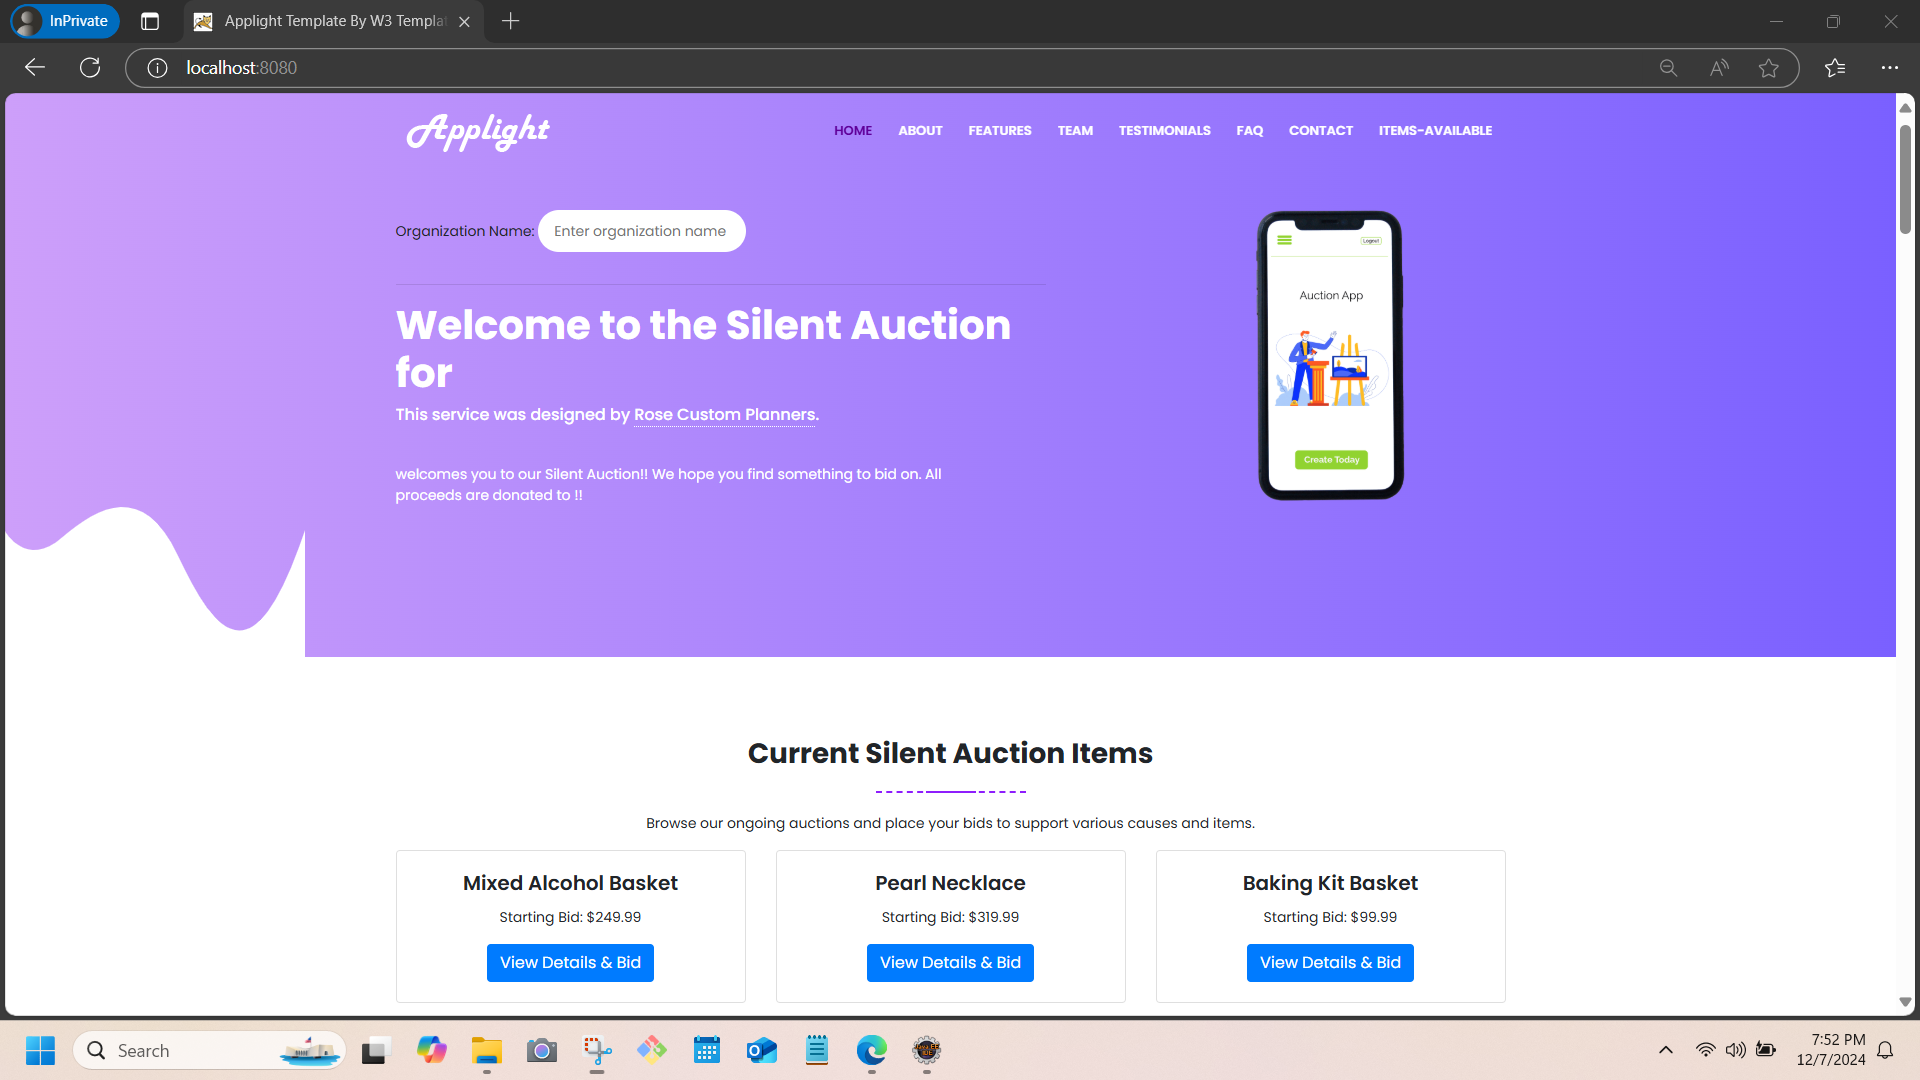 InPrivate
Applight Template By W3 Templa
localhost:8080
Applight
HOME ABOUT FEATURES TEAM TESTIMONIALS FAQ CONTACT ITEMS-AVAILABLE
Organization Name: Enter organization name
Welcome to the Silent Auction
for
This service was designed by Rose Custom Planners.
welcomes you to our Silent Auction!! We hope you find something to bid on. All
proceeds are donated to !!
Logout
Auction App
Create Today
Current Silent Auction Items
Browse our ongoing auctions and place your bids to support various causes and items.
Mixed Alcohol Basket
Starting Bid: $249.99
View Details & Bid
Pearl Necklace
Starting Bid: $319.99
View Details & Bid
Baking Kit Basket
Starting Bid: $99.99
View Details & Bid
Search
7:52 PM
12/7/2024